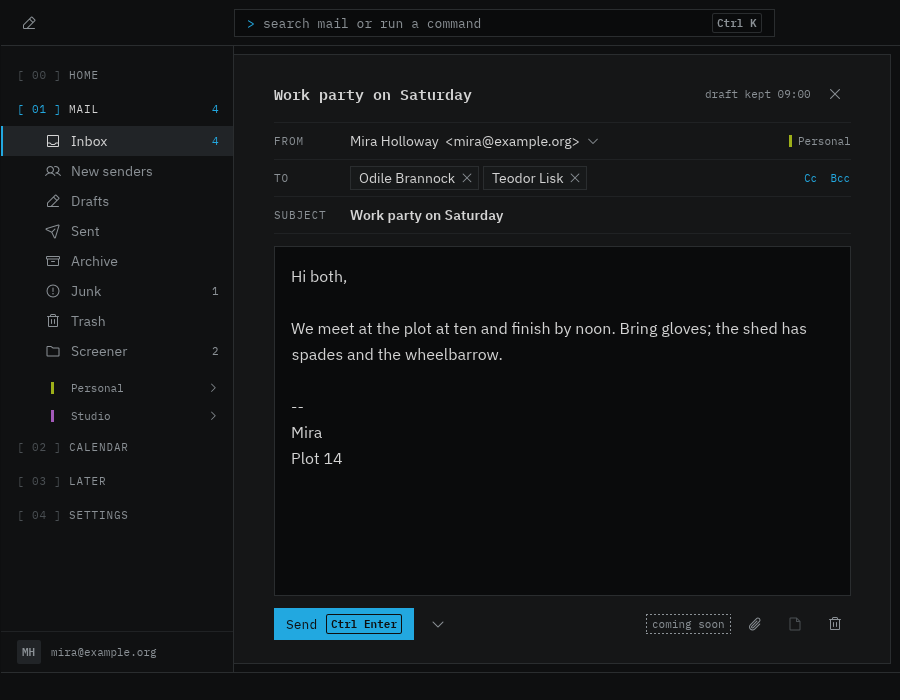 > search mail or run a command Ctrl K
[ 00 ] HOME
[ 01 ] MAIL 4
Inbox 4
New senders
Drafts
Sent
Archive
Junk 1
Trash
Screener 2
Personal
Studio
[ 02 ] CALENDAR
[ 03 ] LATER
[ 04 ] SETTINGS
MH mira@example.org
Work party on Saturday draft kept 09:00
FROM Mira Holloway <mira@example.org> Personal
TO Odile Brannock Teodor Lisk Cc Bcc
SUBJECT Work party on Saturday
Hi both,
We meet at the plot at ten and finish by noon. Bring gloves; the shed has
spades and the wheelbarrow.
--
Mira
Plot 14
Send Ctrl Enter coming soon